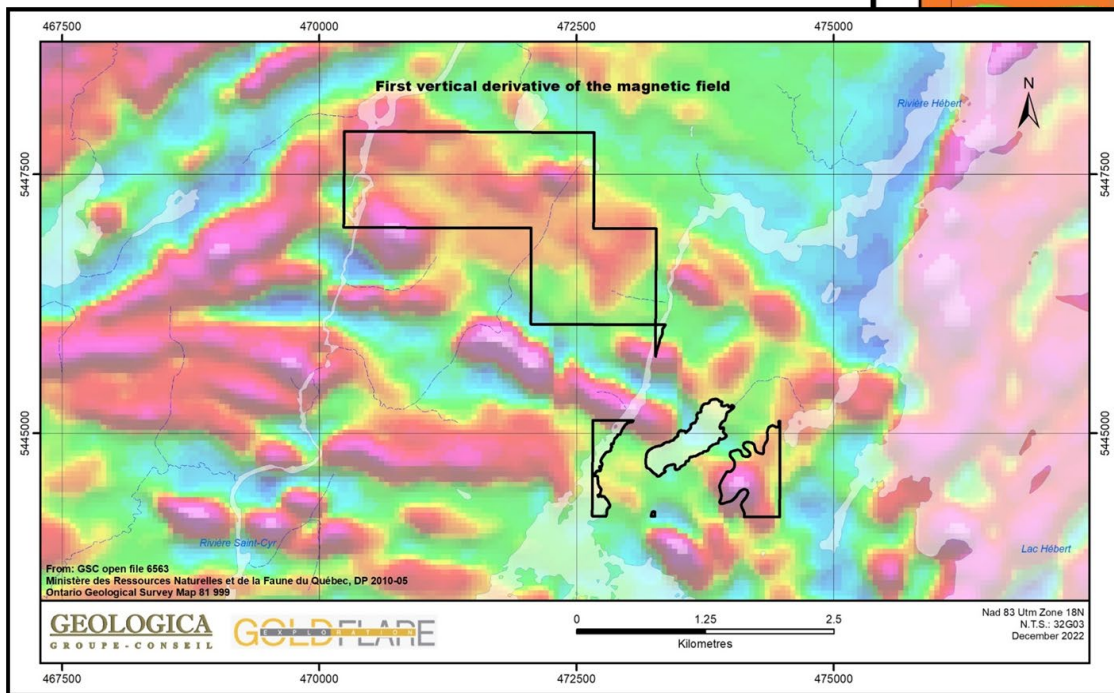 467500 470000 472500 475000
First vertical derivative of the magnetic field
Rivière Hébert
N
5447500 5447500
5445000 5445000
Rivière Saint-Cyr
Lac Hébert
From: GSC open file 6563
Ministère des Ressources Naturelles et de la Faune du Québec, DP 2010-05
Ontario Geological Survey Map 81 999
GEOLOGICA
GROUPE-CONSEIL
GOLDFLARE
EXPLORATION
0 1.25 2.5
Kilometres
Nad 83 Utm Zone 18N
N.T.S.: 32G03
December 2022
467500 470000 472500 475000